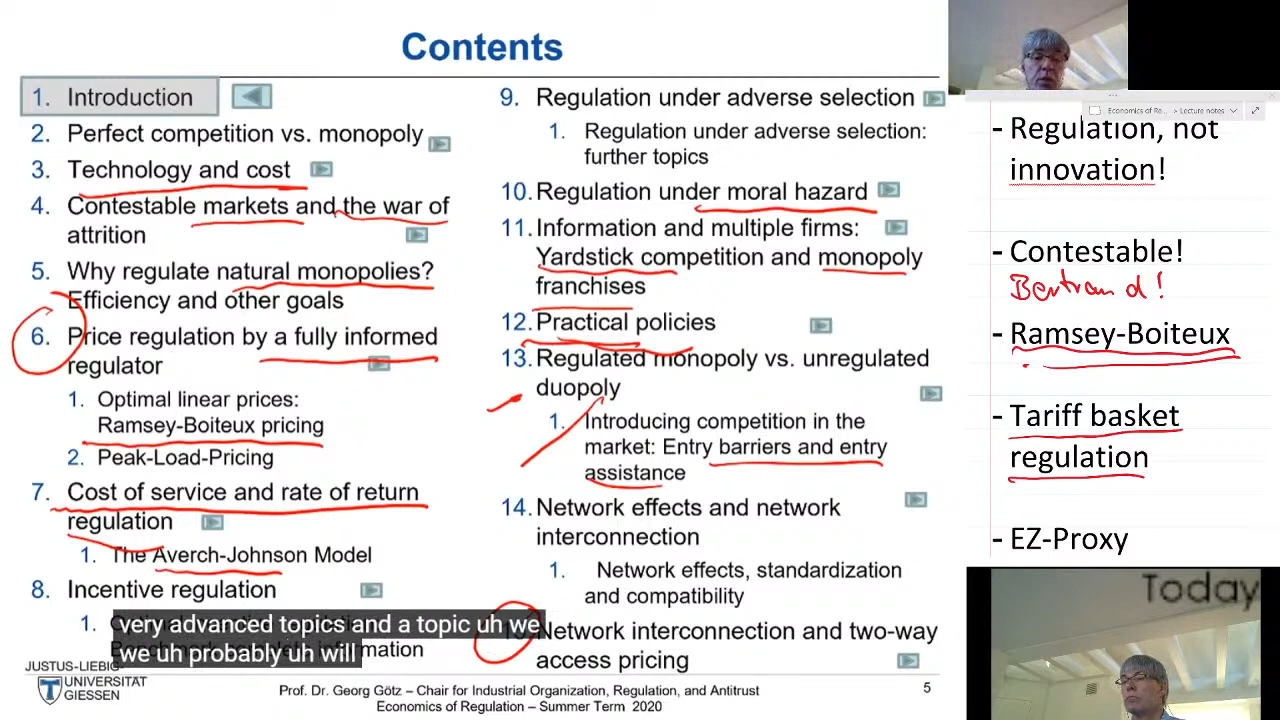 Contents
1. Introduction
2. Perfect competition vs. monopoly
3. Technology and cost
4. Contestable markets and the war of
attrition
5. Why regulate natural monopolies?
Efficiency and other goals
6. Price regulation by a fully informed
regulator
1. Optimal linear prices:
Ramsey-Boiteux pricing
2. Peak-Load-Pricing
7. Cost of service and rate of return
regulation
1. The Averch-Johnson Model
8. Incentive regulation
1.
very advanced topics and a topic uh we
we uh probably uh will
9. Regulation under adverse selection
1. Regulation under adverse selection:
further topics
10. Regulation under moral hazard
11. Information and multiple firms:
Yardstick competition and monopoly
franchises
12. Practical policies
13. Regulated monopoly vs. unregulated
duopoly
1. Introducing competition in the
market: Entry barriers and entry
assistance
14. Network effects and network
interconnection
1. Network effects, standardization
and compatibility
Network interconnection and two-way
access pricing
JUSTUS-LIEBIG-
UNIVERSITAT
GIESSEN
Prof. Dr. Georg Götz – Chair for Industrial Organization, Regulation, and Antitrust
Economics of Regulation – Summer Term 2020
5
Economics of Re... > Lecture notes
- Regulation, not
innovation!
- Contestable!
Bertrand!
- Ramsey-Boiteux
- Tariff basket
regulation
- EZ-Proxy
Today